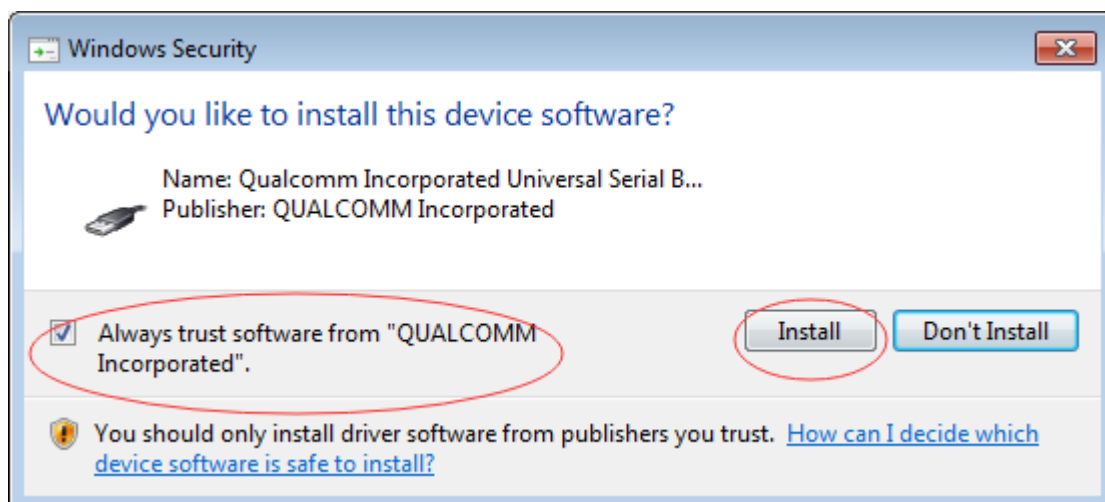 Windows Security
Would you like to install this device software?
Name: Qualcomm Incorporated Universal Serial B...
Publisher: QUALCOMM Incorporated
Always trust software from "QUALCOMM
Incorporated".
Install
Don't Install
You should only install driver software from publishers you trust. How can I decide which
device software is safe to install?